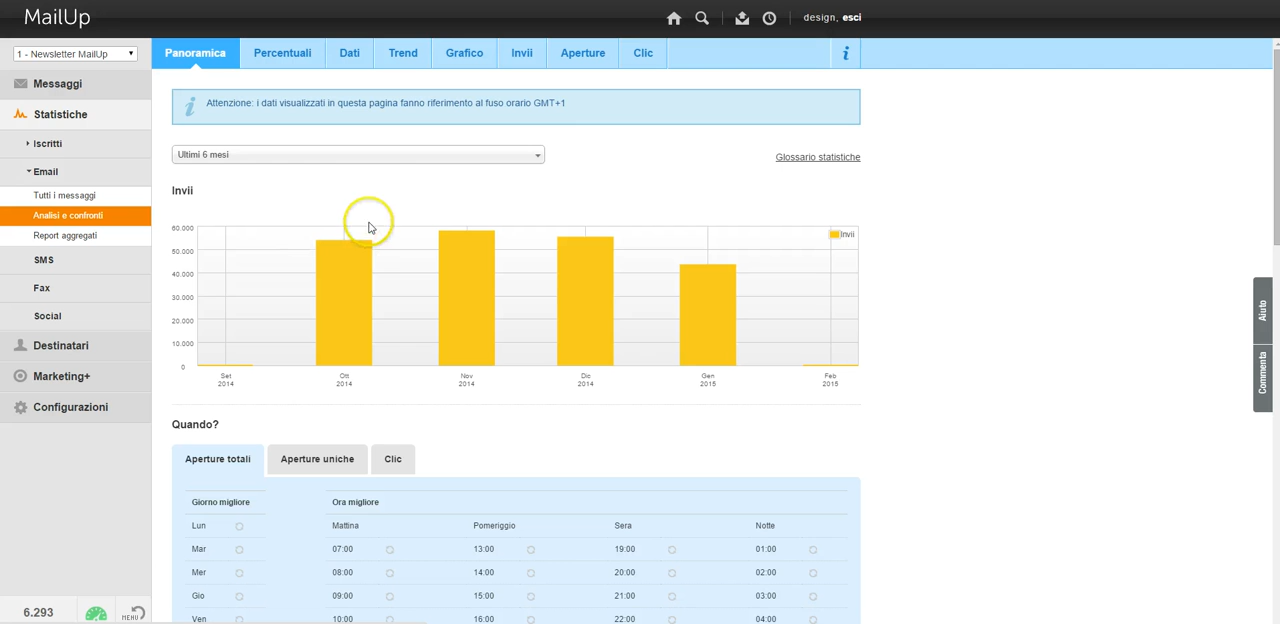 MailUp
design, esci
1 - Newsletter MailUp
Panoramica
Percentuali
Dati
Trend
Grafico
Invii
Aperture
Clic
Messaggi
Statistiche
Iscritti
Email
Tutti i messaggi
Analisi e confronti
Report aggregati
SMS
Fax
Social
Destinatari
Marketing+
Configurazioni
6.293
MENU
Attenzione: i dati visualizzati in questa pagina fanno riferimento al fuso orario GMT+1
Ultimi 6 mesi
Glossario statistiche
Invii
60.000
50.000
40.000
30.000
20.000
10.000
0
Invii
Set 2014
Ott 2014
Nov 2014
Dic 2014
Gen 2015
Feb 2015
Quando?
Aperture totali
Aperture uniche
Clic
Giorno migliore
Ora migliore
Lun
Mattina
Pomeriggio
Sera
Notte
Mar
07:00
13:00
19:00
01:00
Mer
08:00
14:00
20:00
02:00
Gio
09:00
15:00
21:00
03:00
Ven
10:00
16:00
22:00
04:00
Aiuto
Commenta